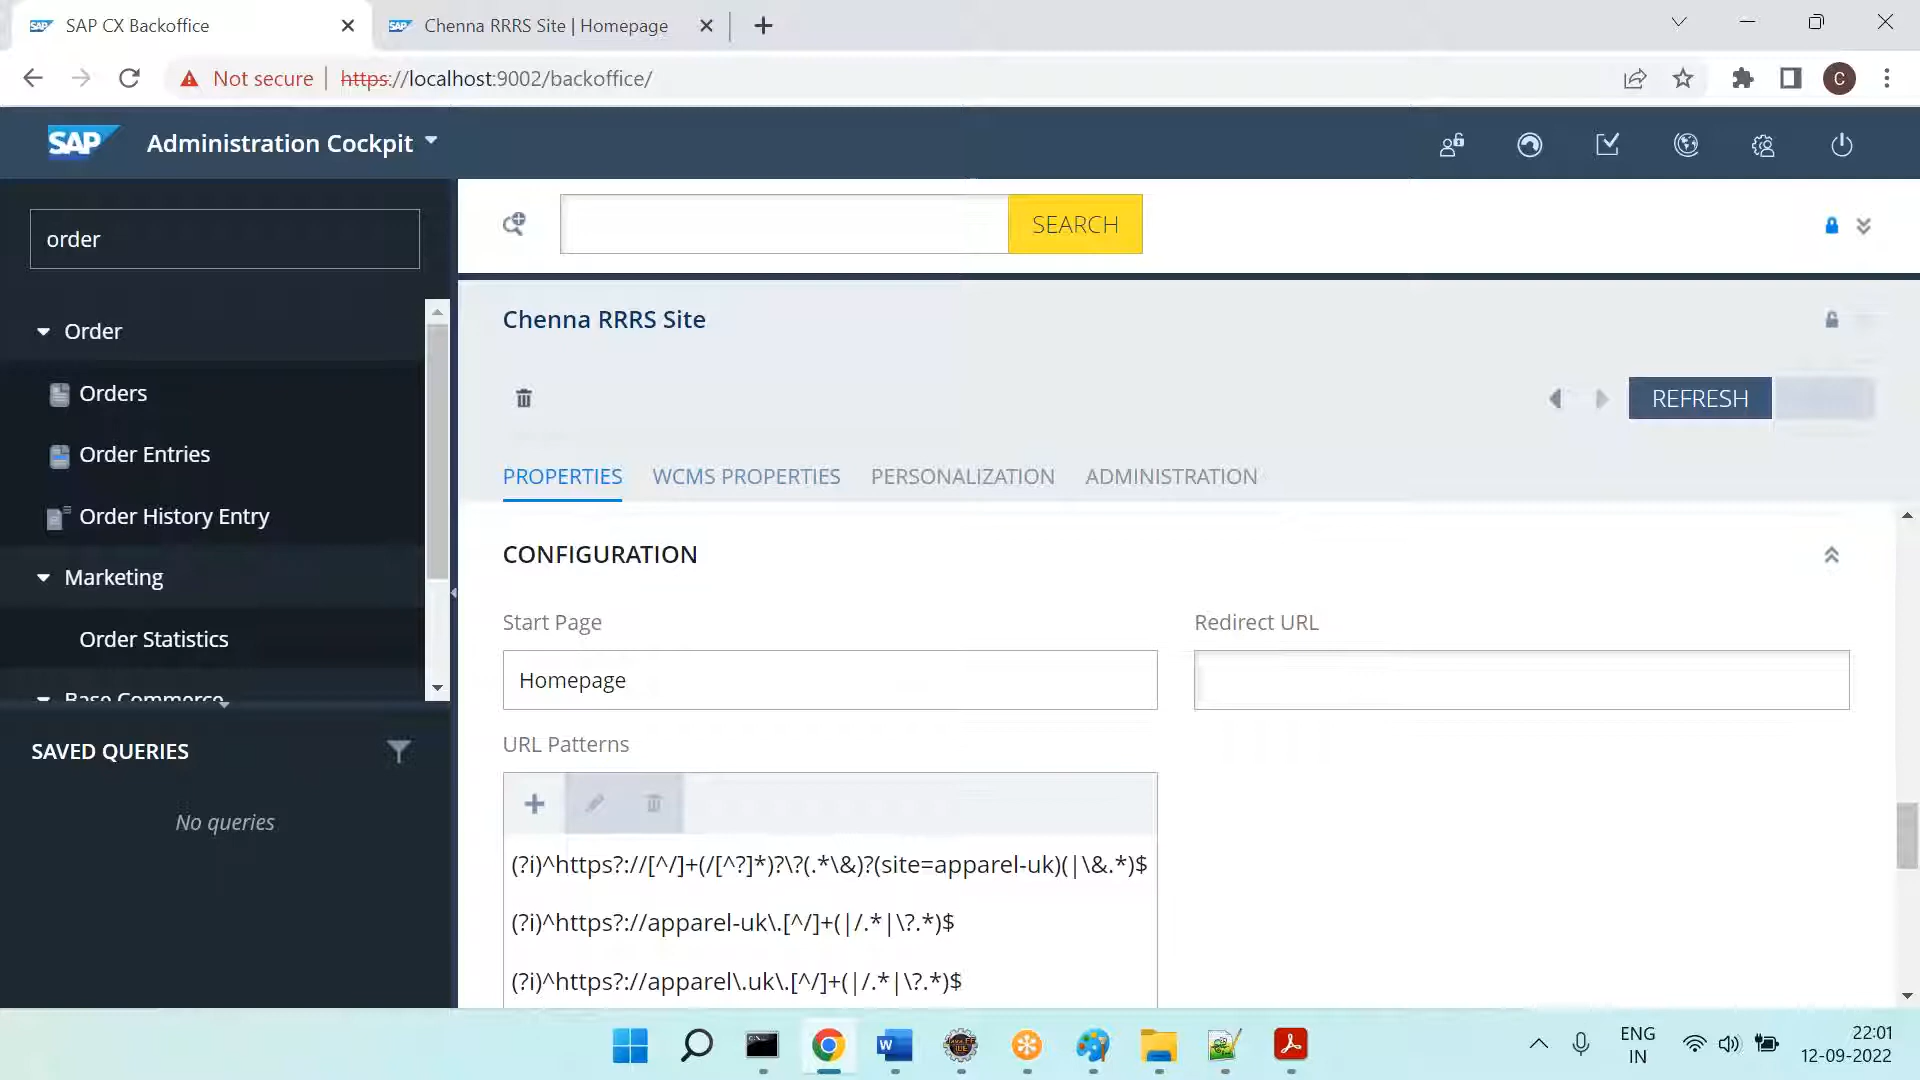 SAP CX Backoffice
Chenna RRRS Site | Homepage
Not secure
https://localhost:9002/backoffice/
C
SAP
Administration Cockpit
order
SEARCH
Order
Orders
Order Entries
Order History Entry
Marketing
Order Statistics
Base Commerce
SAVED QUERIES
No queries
Chenna RRRS Site
REFRESH
PROPERTIES
WCMS PROPERTIES
PERSONALIZATION
ADMINISTRATION
CONFIGURATION
Start Page
Redirect URL
Homepage
URL Patterns
(?i)^https?://[^/]+(/[^?]*)?\?(.*\&)?(site=apparel-uk)(|\&.*)$
(?i)^https?://apparel-uk\.[^/]+(|/.*|\?.*)$
(?i)^https?://apparel\.uk\.[^/]+(|/.*|\?.*)$
ENG
IN
22:01
12-09-2022